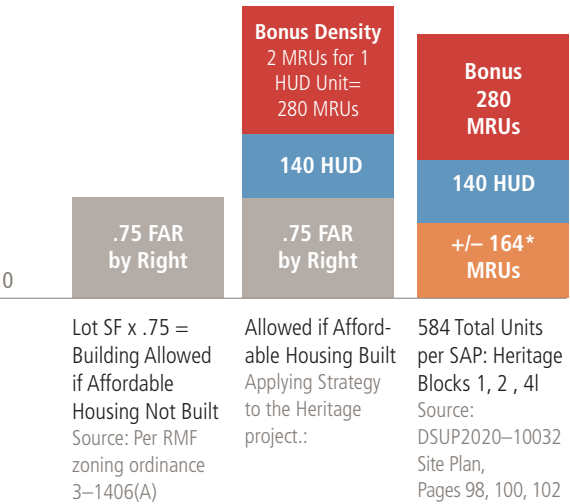 Bonus Density
2 MRUs for 1
HUD Unit=
280 MRUs
140 HUD
.75 FAR
by Right
.75 FAR
by Right
Bonus
280
MRUs
140 HUD
+/– 164*
MRUs
0
Lot SF x .75 =
Building Allowed
if Affordable
Housing Not Built
Source: Per RMF
zoning ordinance
3–1406(A)
Allowed if Afford-
able Housing Built
Applying Strategy
to the Heritage
project.:
584 Total Units
per SAP: Heritage
Blocks 1, 2 , 4l
Source:
DSUP2020–10032
Site Plan,
Pages 98, 100, 102